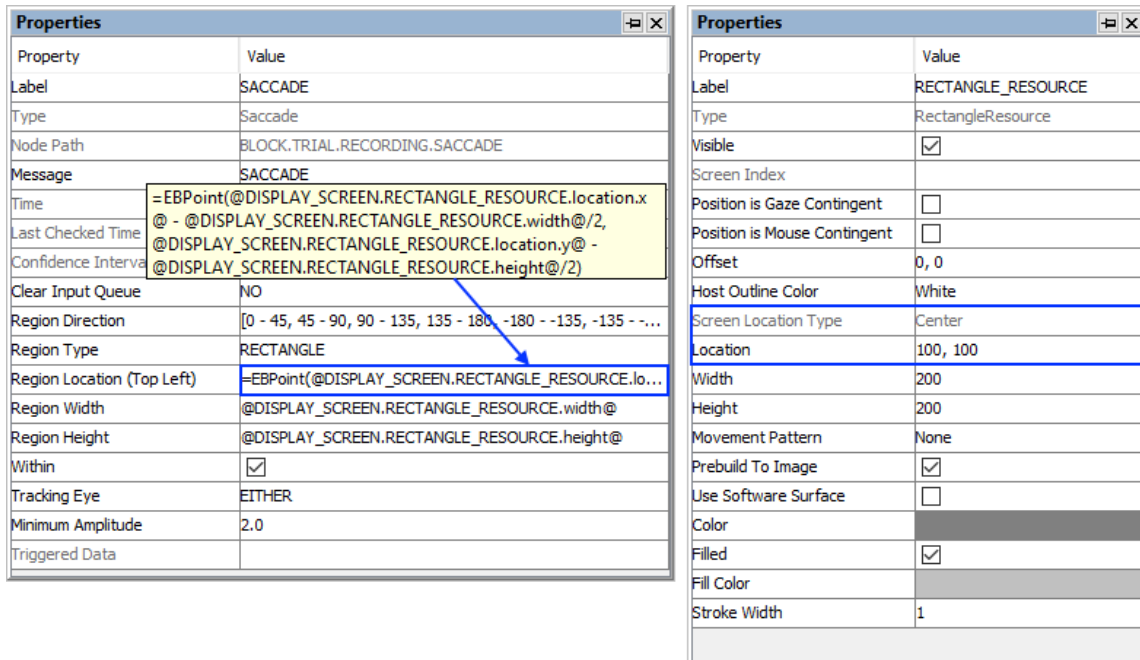 Properties
Property Value
Label SACCADE
Type Saccade
Node Path BLOCK.TRIAL.RECORDING.SACCADE
Message SACCADE
Time
Last Checked Time
Confidence Interva
=EBPoint(@DISPLAY_SCREEN.RECTANGLE_RESOURCE.location.x
@ - @DISPLAY_SCREEN.RECTANGLE_RESOURCE.width@/2,
@DISPLAY_SCREEN.RECTANGLE_RESOURCE.location.y@ -
@DISPLAY_SCREEN.RECTANGLE_RESOURCE.height@/2)
Clear Input Queue NO
Region Direction [0 - 45, 45 - 90, 90 - 135, 135 - 180, -180 - -135, -135 - -...
Region Type RECTANGLE
Region Location (Top Left) =EBPoint(@DISPLAY_SCREEN.RECTANGLE_RESOURCE.lo...
Region Width @DISPLAY_SCREEN.RECTANGLE_RESOURCE.width@
Region Height @DISPLAY_SCREEN.RECTANGLE_RESOURCE.height@
Within
Tracking Eye EITHER
Minimum Amplitude 2.0
Triggered Data
Properties
Property Value
Label RECTANGLE_RESOURCE
Type RectangleResource
Visible
Screen Index
Position is Gaze Contingent
Position is Mouse Contingent
Offset 0, 0
Host Outline Color White
Screen Location Type Center
Location 100, 100
Width 200
Height 200
Movement Pattern None
Prebuild To Image
Use Software Surface
Color
Filled
Fill Color
Stroke Width 1